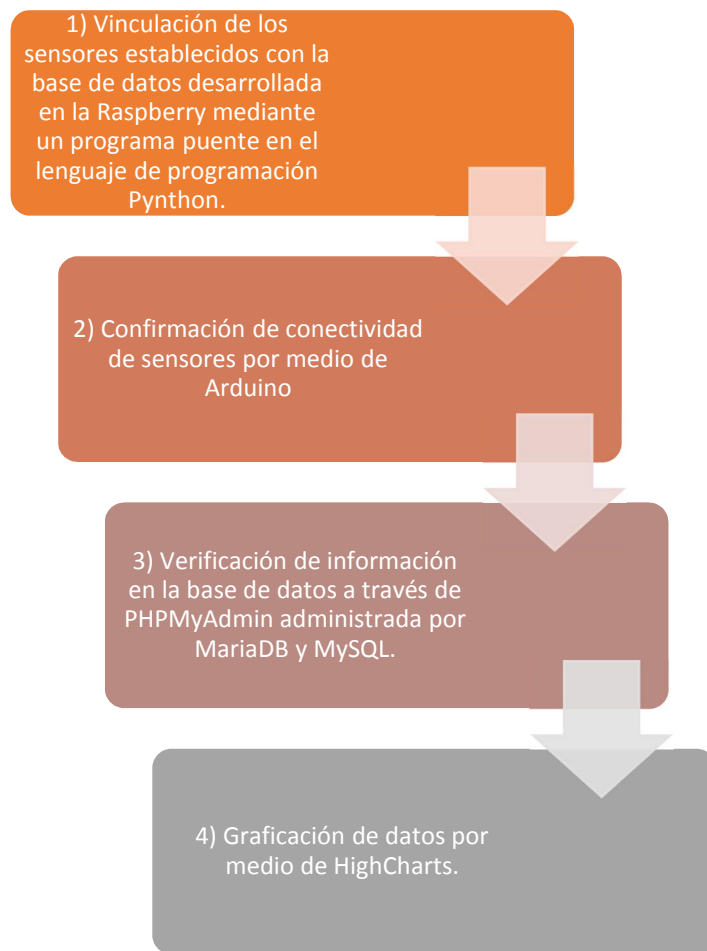 1) Vinculación de los
sensores establecidos con la
base de datos desarrollada
en la Raspberry mediante
un programa puente en el
lenguaje de programación
Pynthon.
2) Confirmación de conectividad
de sensores por medio de
Arduino
3) Verificación de información
en la base de datos a través de
PHPMyAdmin administrada por
MariaDB y MySQL.
4) Graficación de datos por
medio de HighCharts.